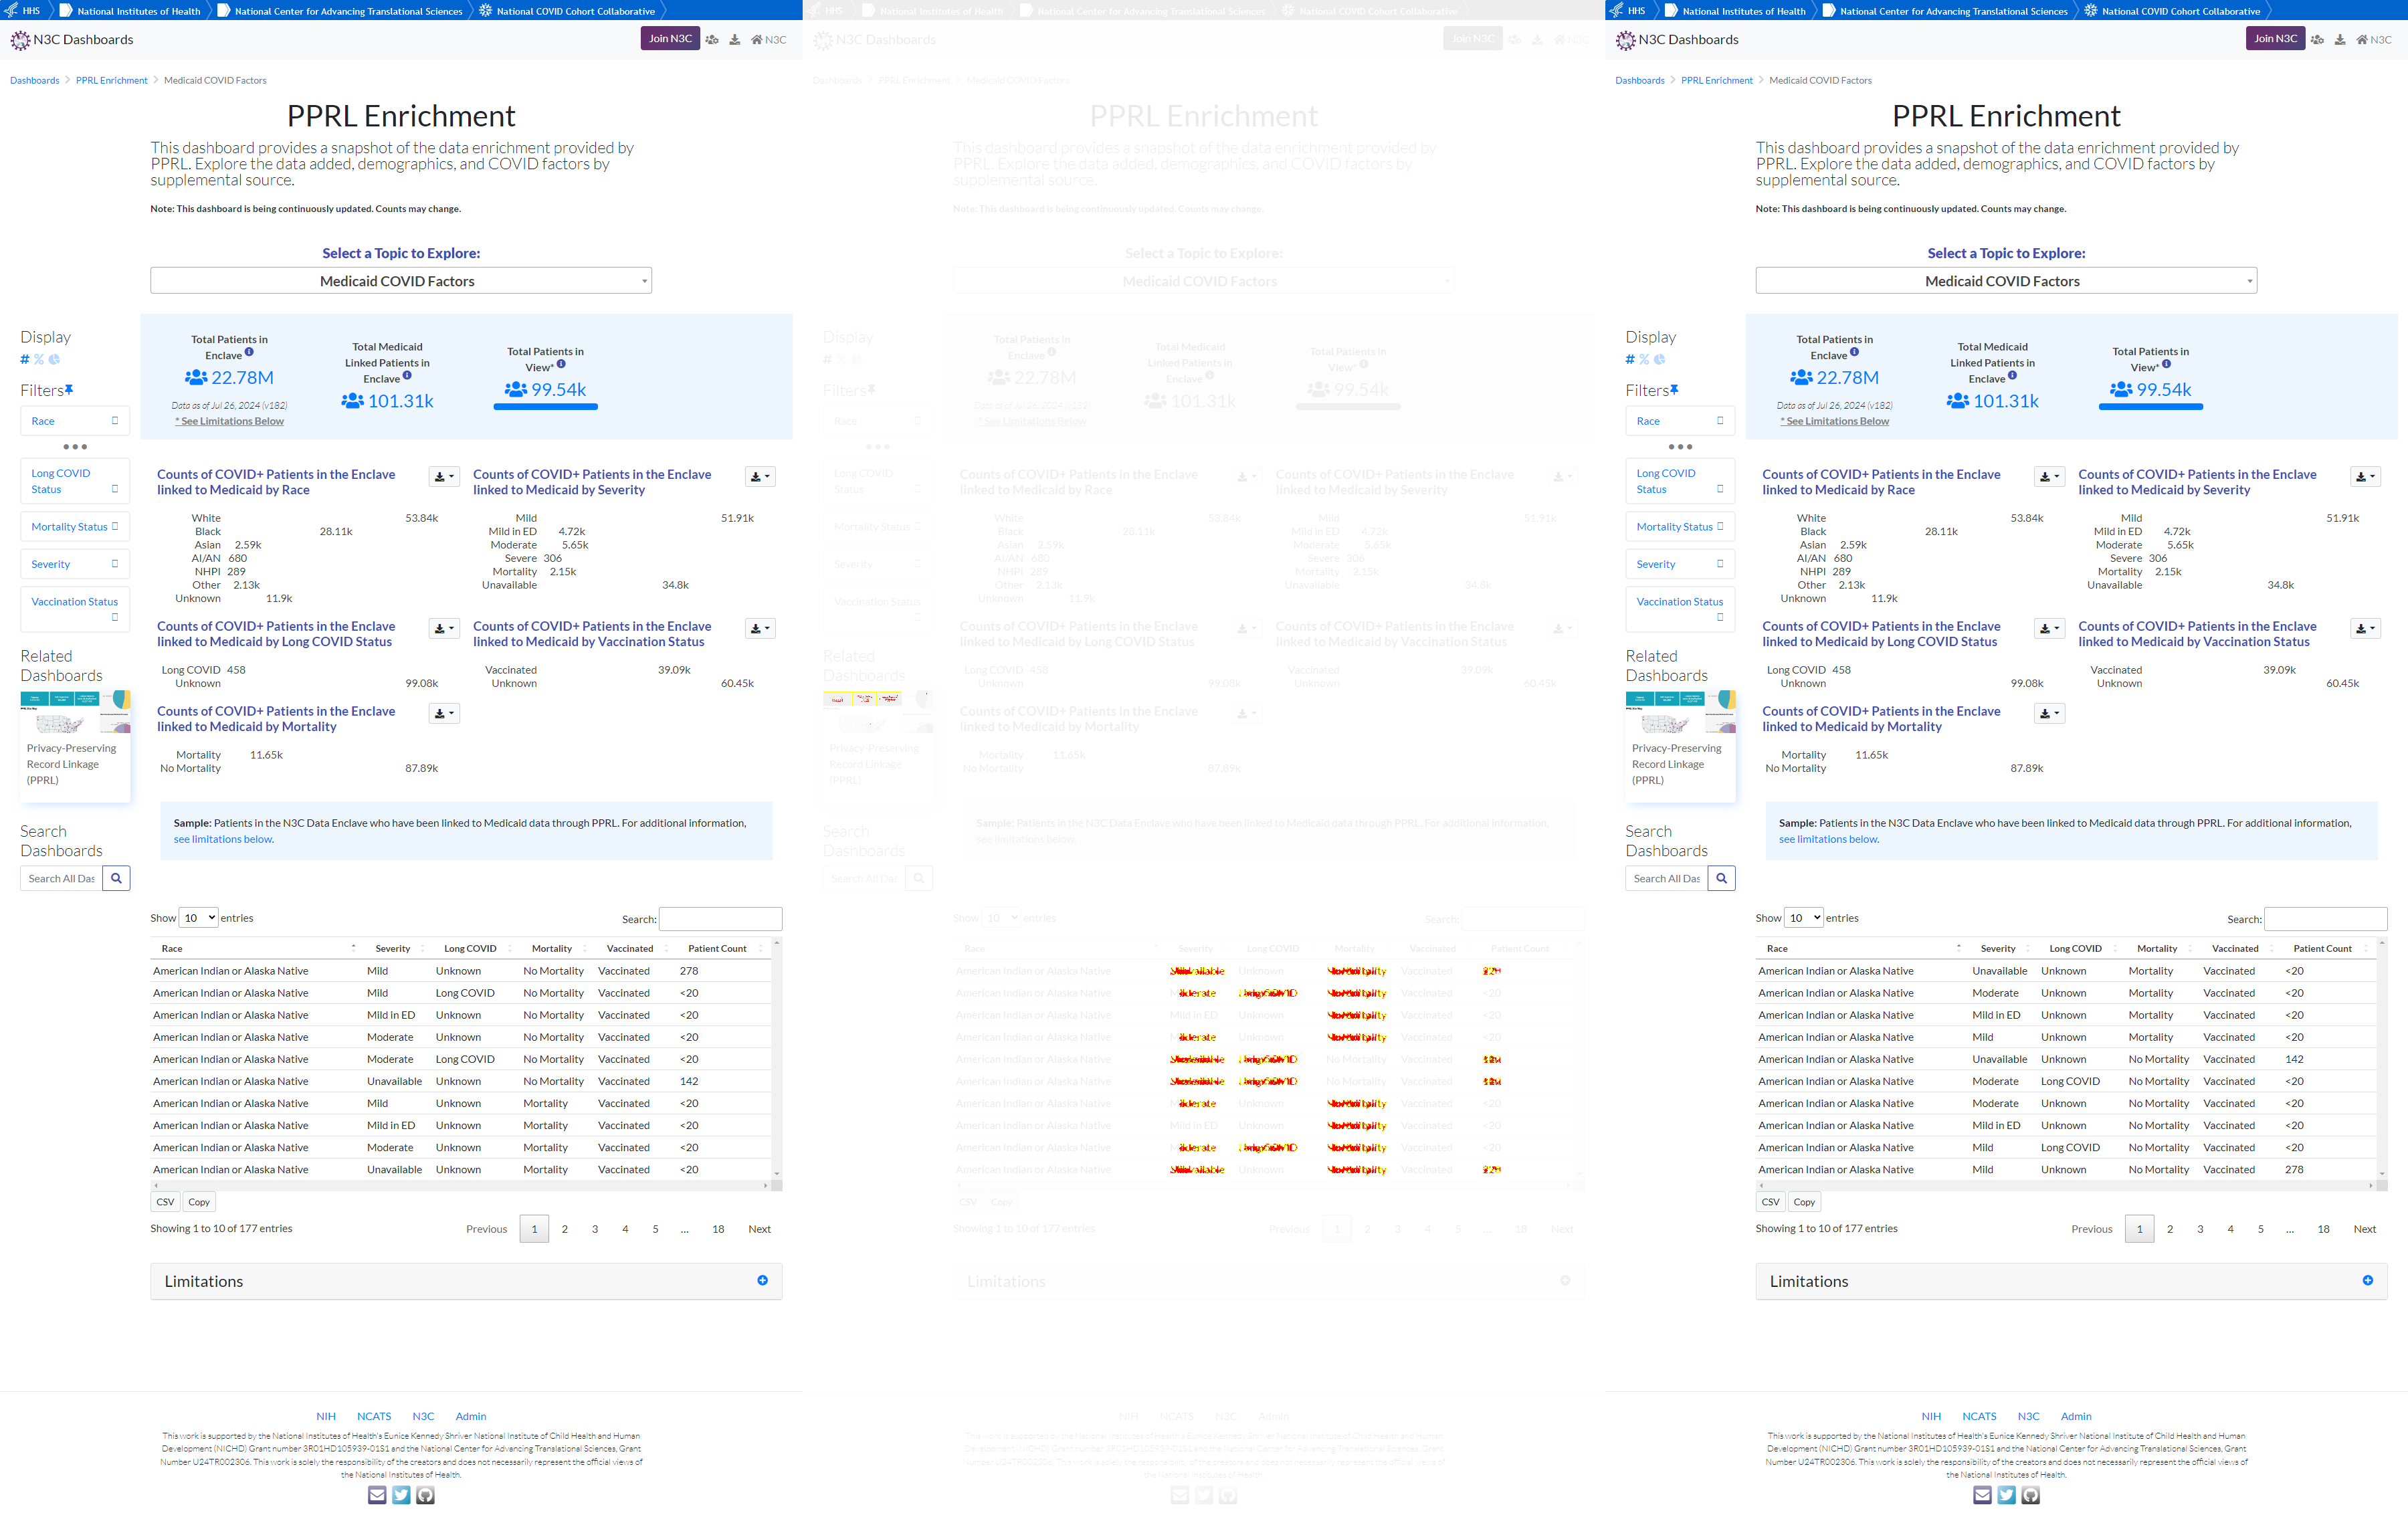 HHS
National Institutes of Health
National Center for Advancing Translational Sciences
National COVID Cohort Collaborative
N3C Dashboards
Join N3C
N3C
Dashboards
PPRL Enrichment
Medicaid COVID Factors
PPRL Enrichment
This dashboard provides a snapshot of the data enrichment provided by
PPRL. Explore the data added, demographics, and COVID factors by
supplemental source.
Note: This dashboard is being continuously updated. Counts may change.
Select a Topic to Explore:
Medicaid COVID Factors
Display
# %
Filters
Race
Long COVID
Status
Mortality Status
Severity
Vaccination Status
Related
Dashboards
Privacy-Preserving
Record Linkage
(PPRL)
Search
Dashboards
Search All Das
Total Patients in
Enclave
22.78M
Data as of Jul 26, 2024 (v182)
* See Limitations Below
Total Medicaid
Linked Patients in
Enclave
101.31k
Total Patients in
View*
99.54k
Counts of COVID+ Patients in the Enclave
linked to Medicaid by Race
White 53.84k
Black 28.11k
Asian 2.59k
AI/AN 680
NHPI 289
Other 2.13k
Unknown 11.9k
Counts of COVID+ Patients in the Enclave
linked to Medicaid by Severity
Mild 51.91k
Mild in ED 4.72k
Moderate 5.65k
Severe 306
Mortality 2.15k
Unavailable 34.8k
Counts of COVID+ Patients in the Enclave
linked to Medicaid by Long COVID Status
Long COVID 458
Unknown 99.08k
Counts of COVID+ Patients in the Enclave
linked to Medicaid by Vaccination Status
Vaccinated 39.09k
Unknown 60.45k
Counts of COVID+ Patients in the Enclave
linked to Medicaid by Mortality
Mortality 11.65k
No Mortality 87.89k
Sample: Patients in the N3C Data Enclave who have been linked to Medicaid data through PPRL. For additional information,
see limitations below.
Show 10 entries
Search:
Race Severity Long COVID Mortality Vaccinated Patient Count
American Indian or Alaska Native Mild Unknown No Mortality Vaccinated 278
American Indian or Alaska Native Mild Long COVID No Mortality Vaccinated <20
American Indian or Alaska Native Mild in ED Unknown No Mortality Vaccinated <20
American Indian or Alaska Native Moderate Unknown No Mortality Vaccinated <20
American Indian or Alaska Native Moderate Long COVID No Mortality Vaccinated <20
American Indian or Alaska Native Unavailable Unknown No Mortality Vaccinated 142
American Indian or Alaska Native Mild Unknown Mortality Vaccinated <20
American Indian or Alaska Native Mild in ED Unknown Mortality Vaccinated <20
American Indian or Alaska Native Moderate Unknown Mortality Vaccinated <20
American Indian or Alaska Native Unavailable Unknown Mortality Vaccinated <20
CSV Copy
Showing 1 to 10 of 177 entries
Previous 1 2 3 4 5 … 18 Next
Limitations
NIH NCATS N3C Admin
This work is supported by the National Institutes of Health's Eunice Kennedy Shriver National Institute of Child Health and Human
Development (NICHD) Grant number 3R01HD105939-01S1 and the National Center for Advancing Translational Sciences, Grant
Number U24TR002306. This work is solely the responsibility of the creators and does not necessarily represent the official views of
the National Institutes of Health.
HHS
National Institutes of Health
National Center for Advancing Translational Sciences
National COVID Cohort Collaborative
N3C Dashboards
Join N3C
N3C
Dashboards
PPRL Enrichment
Medicaid COVID Factors
PPRL Enrichment
This dashboard provides a snapshot of the data enrichment provided by
PPRL. Explore the data added, demographics, and COVID factors by
supplemental source.
Note: This dashboard is being continuously updated. Counts may change.
Select a Topic to Explore:
Medicaid COVID Factors
Display
Filters
Race
Long COVID
Status
Mortality Status
Severity
Vaccination Status
Related
Dashboards
Privacy-Preserving
Record Linkage
(PPRL)
Search
Dashboards
Search All Das
Total Patients in
Enclave
22.78M
Data as of Jul 26, 2024 (v182)
* See Limitations Below
Total Medicaid
Linked Patients in
Enclave
101.31k
Total Patients in
View*
99.54k
Counts of COVID+ Patients in the Enclave
linked to Medicaid by Race
White 53.84k
Black 28.11k
Asian 2.59k
AI/AN 680
NHPI 289
Other 2.13k
Unknown 11.9k
Counts of COVID+ Patients in the Enclave
linked to Medicaid by Severity
Mild 51.91k
Mild in ED 4.72k
Moderate 5.65k
Severe 306
Mortality 2.15k
Unavailable 34.8k
Counts of COVID+ Patients in the Enclave
linked to Medicaid by Long COVID Status
Long COVID 458
Unknown 99.08k
Counts of COVID+ Patients in the Enclave
linked to Medicaid by Vaccination Status
Vaccinated 39.09k
Unknown 60.45k
Counts of COVID+ Patients in the Enclave
linked to Medicaid by Mortality
Mortality 11.65k
No Mortality 87.89k
Sample: Patients in the N3C Data Enclave who have been linked to Medicaid data through PPRL. For additional information,
see limitations below.
Show 10 entries
Search:
Race Severity Long COVID Mortality Vaccinated Patient Count
American Indian or Alaska Native Unknown Vaccinated
American Indian or Alaska Native Vaccinated <20
American Indian or Alaska Native Mild in ED Unknown Vaccinated <20
American Indian or Alaska Native Unknown Vaccinated <20
American Indian or Alaska Native No Mortality Vaccinated
American Indian or Alaska Native No Mortality Vaccinated
American Indian or Alaska Native Unknown Vaccinated <20
American Indian or Alaska Native Mild in ED Unknown Vaccinated <20
American Indian or Alaska Native Vaccinated <20
American Indian or Alaska Native Unknown Vaccinated
CSV Copy
Showing 1 to 10 of 177 entries
Previous 1 2 3 4 5 … 18 Next
Limitations
NIH NCATS N3C Admin
This work is supported by the National Institutes of Health's Eunice Kennedy Shriver National Institute of Child Health and Human
Development (NICHD) Grant number 3R01HD105939-01S1 and the National Center for Advancing Translational Sciences, Grant
Number U24TR002306. This work is solely the responsibility of the creators and does not necessarily represent the official views of
the National Institutes of Health.
HHS
National Institutes of Health
National Center for Advancing Translational Sciences
National COVID Cohort Collaborative
N3C Dashboards
Join N3C
N3C
Dashboards
PPRL Enrichment
Medicaid COVID Factors
PPRL Enrichment
This dashboard provides a snapshot of the data enrichment provided by
PPRL. Explore the data added, demographics, and COVID factors by
supplemental source.
Note: This dashboard is being continuously updated. Counts may change.
Select a Topic to Explore:
Medicaid COVID Factors
Display
# %
Filters
Race
Long COVID
Status
Mortality Status
Severity
Vaccination Status
Related
Dashboards
Privacy-Preserving
Record Linkage
(PPRL)
Search
Dashboards
Search All Das
Total Patients in
Enclave
22.78M
Data as of Jul 26, 2024 (v182)
* See Limitations Below
Total Medicaid
Linked Patients in
Enclave
101.31k
Total Patients in
View*
99.54k
Counts of COVID+ Patients in the Enclave
linked to Medicaid by Race
White 53.84k
Black 28.11k
Asian 2.59k
AI/AN 680
NHPI 289
Other 2.13k
Unknown 11.9k
Counts of COVID+ Patients in the Enclave
linked to Medicaid by Severity
Mild 51.91k
Mild in ED 4.72k
Moderate 5.65k
Severe 306
Mortality 2.15k
Unavailable 34.8k
Counts of COVID+ Patients in the Enclave
linked to Medicaid by Long COVID Status
Long COVID 458
Unknown 99.08k
Counts of COVID+ Patients in the Enclave
linked to Medicaid by Vaccination Status
Vaccinated 39.09k
Unknown 60.45k
Counts of COVID+ Patients in the Enclave
linked to Medicaid by Mortality
Mortality 11.65k
No Mortality 87.89k
Sample: Patients in the N3C Data Enclave who have been linked to Medicaid data through PPRL. For additional information,
see limitations below.
Show 10 entries
Search:
Race Severity Long COVID Mortality Vaccinated Patient Count
American Indian or Alaska Native Unavailable Unknown Mortality Vaccinated <20
American Indian or Alaska Native Moderate Unknown Mortality Vaccinated <20
American Indian or Alaska Native Mild in ED Unknown Mortality Vaccinated <20
American Indian or Alaska Native Mild Unknown Mortality Vaccinated <20
American Indian or Alaska Native Unavailable Unknown No Mortality Vaccinated 142
American Indian or Alaska Native Moderate Long COVID No Mortality Vaccinated <20
American Indian or Alaska Native Moderate Unknown No Mortality Vaccinated <20
American Indian or Alaska Native Mild in ED Unknown No Mortality Vaccinated <20
American Indian or Alaska Native Mild Long COVID No Mortality Vaccinated <20
American Indian or Alaska Native Mild Unknown No Mortality Vaccinated 278
CSV Copy
Showing 1 to 10 of 177 entries
Previous 1 2 3 4 5 … 18 Next
Limitations
NIH NCATS N3C Admin
This work is supported by the National Institutes of Health's Eunice Kennedy Shriver National Institute of Child Health and Human
Development (NICHD) Grant number 3R01HD105939-01S1 and the National Center for Advancing Translational Sciences, Grant
Number U24TR002306. This work is solely the responsibility of the creators and does not necessarily represent the official views of
the National Institutes of Health.